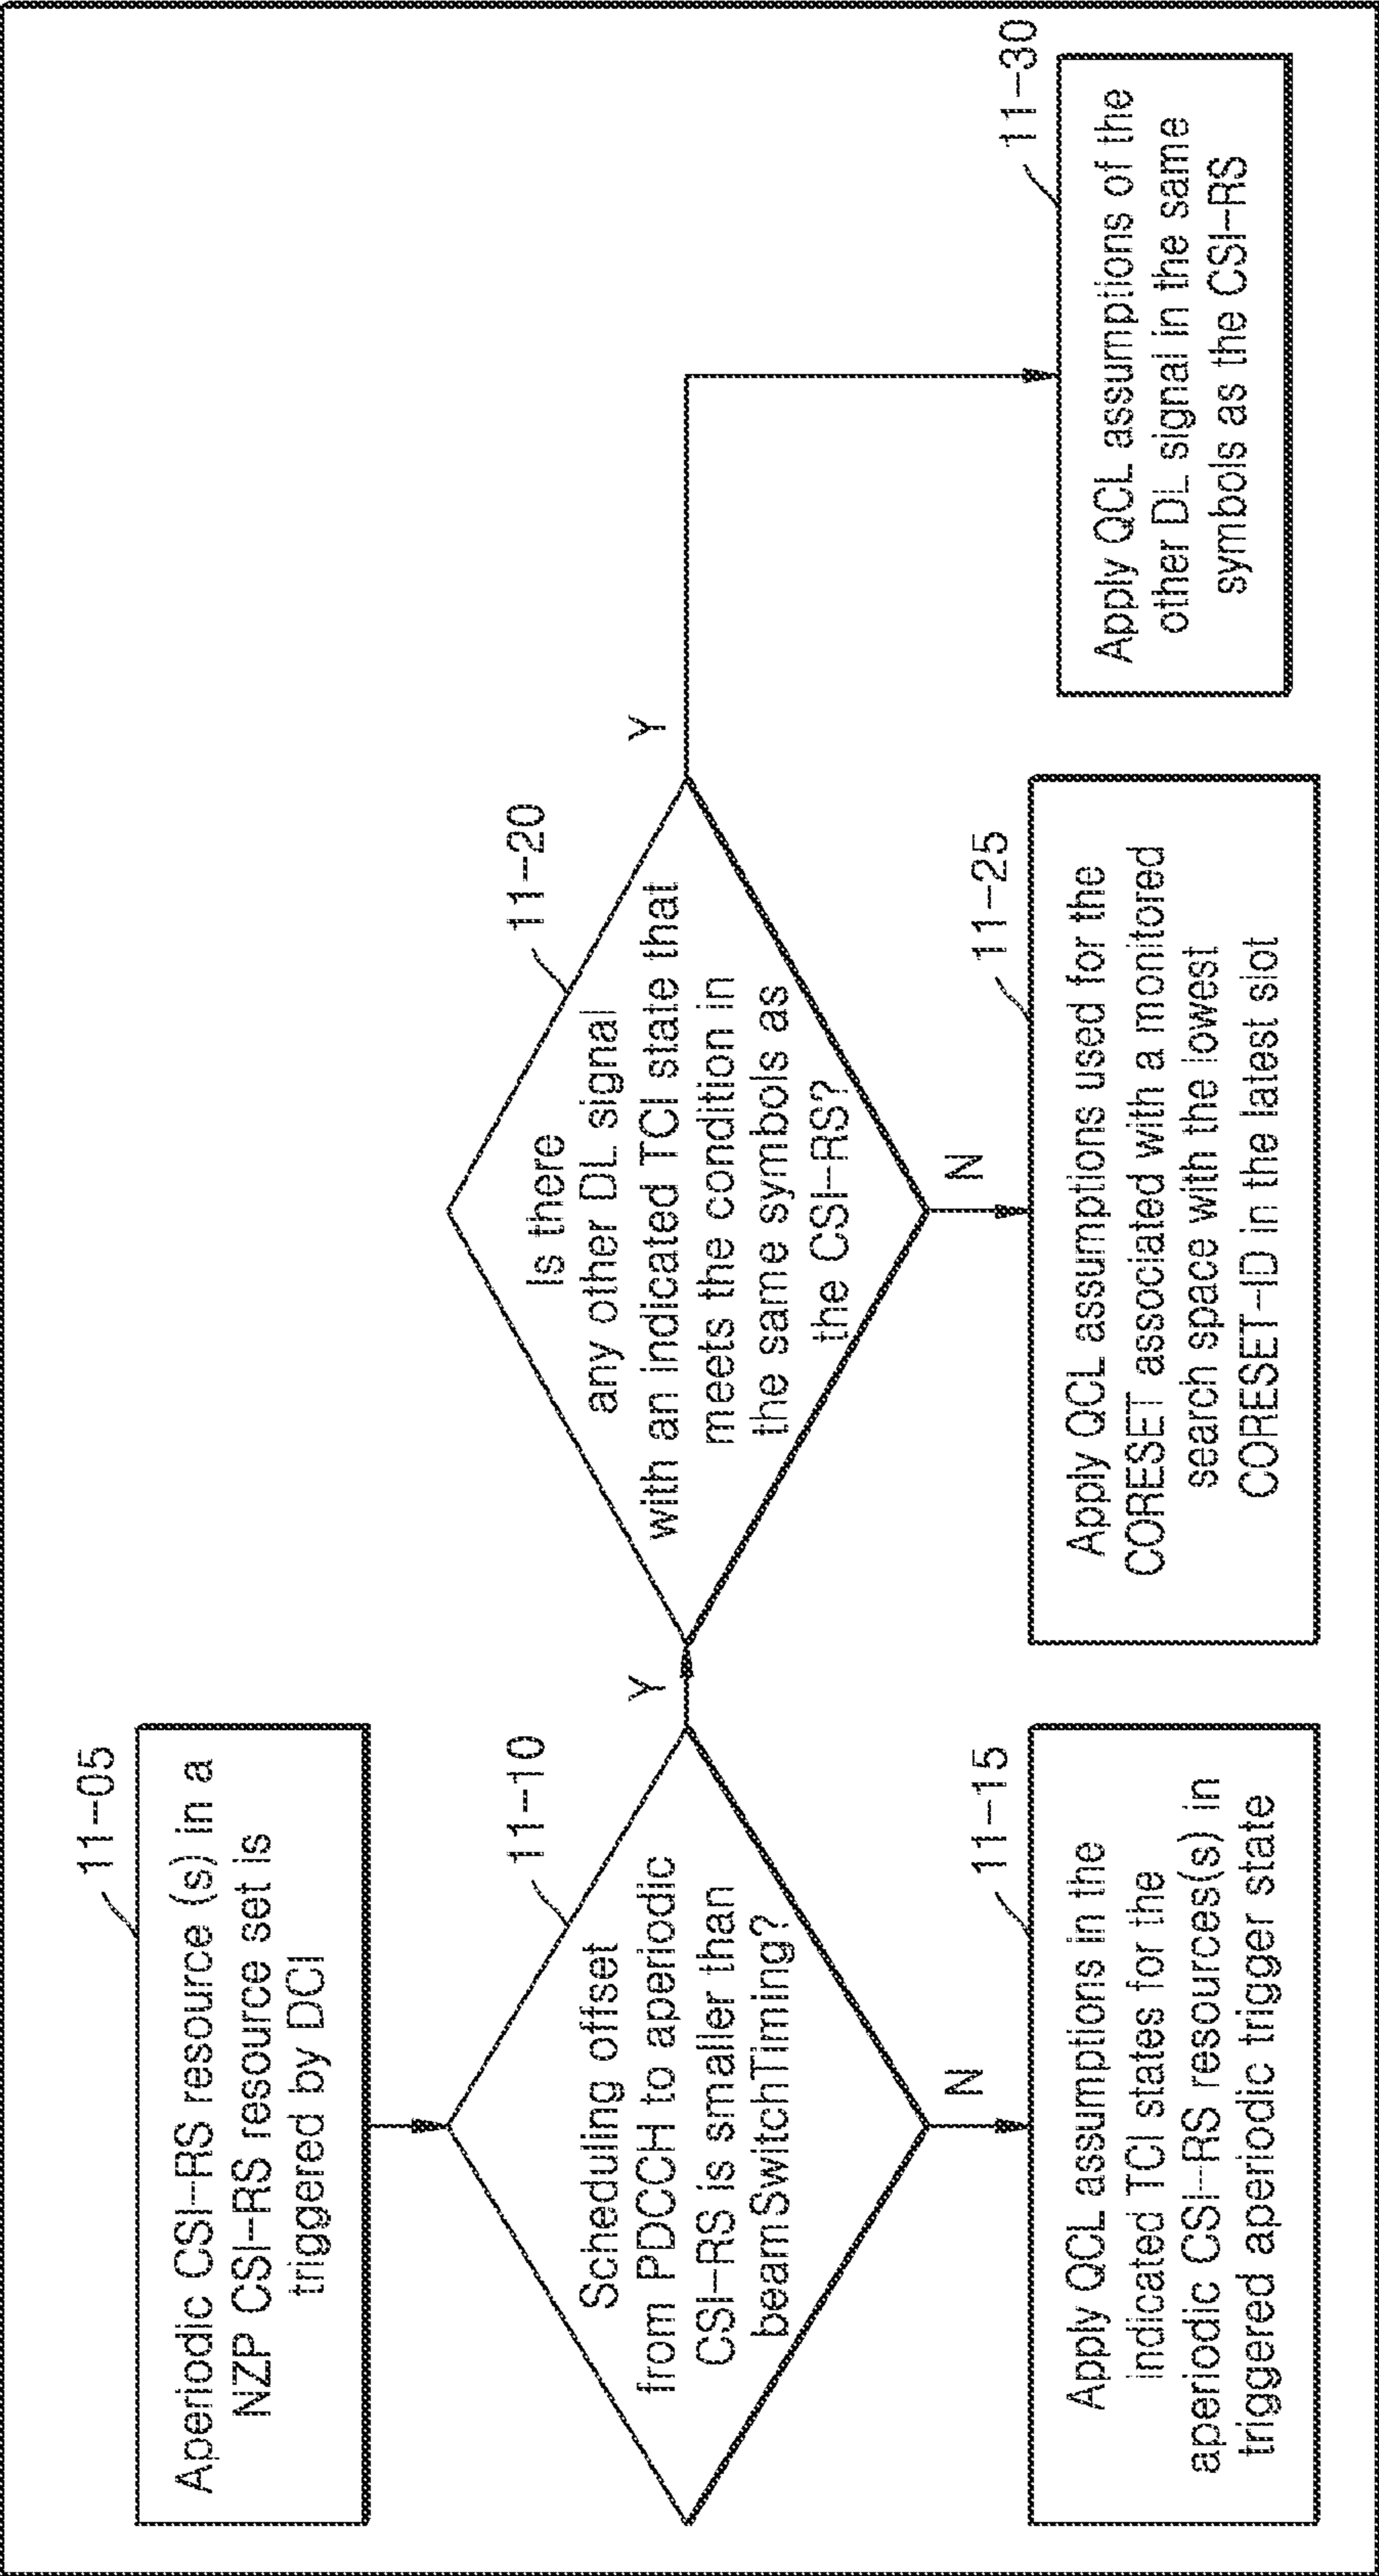 11-05
Aperiodic CSI-RS resource (s) in a
NZP CSI-RS resource set is
triggered by DCI
11-10
Scheduling offset
from PDCCH to aperiodic
CSI-RS is smaller than
beamSwitchTiming?
Y
N
11-15
Apply QCL assumptions in the
indicated TCI states for the
aperiodic CSI-RS resources(s) in
triggered aperiodic trigger state
11-20
Is there
any other DL signal
with an indicated TCI state that
meets the condition in
the same symbols as
the CSI-RS?
Y
N
11-25
Apply QCL assumptions used for the
CORESET associated with a monitored
search space with the lowest
CORESET-ID in the latest slot
11-30
Apply QCL assumptions of the
other DL signal in the same
symbols as the CSI-RS